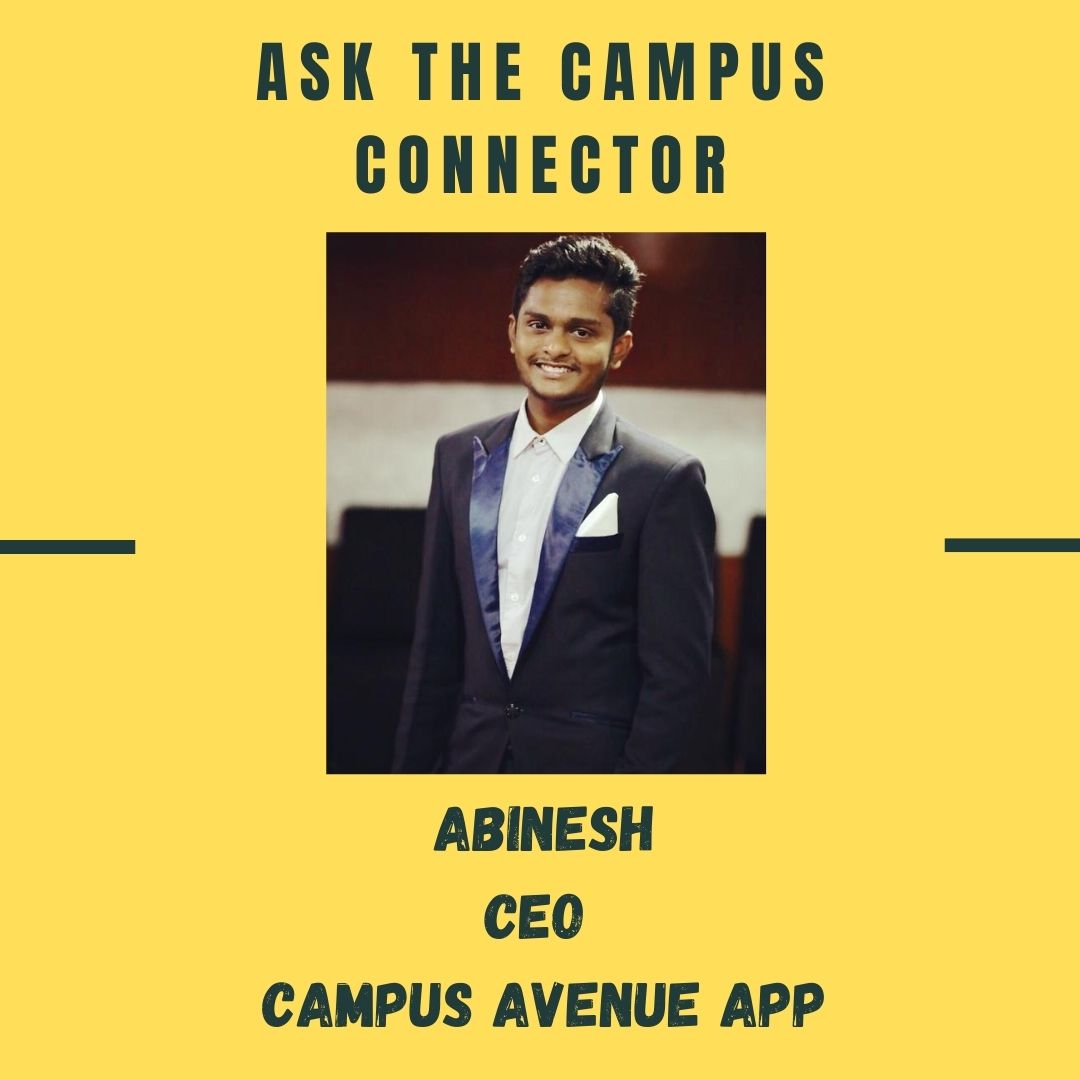 ASK THE CAMPUS
CONNECTOR
ABINESH
CEO
CAMPUS AVENUE APP